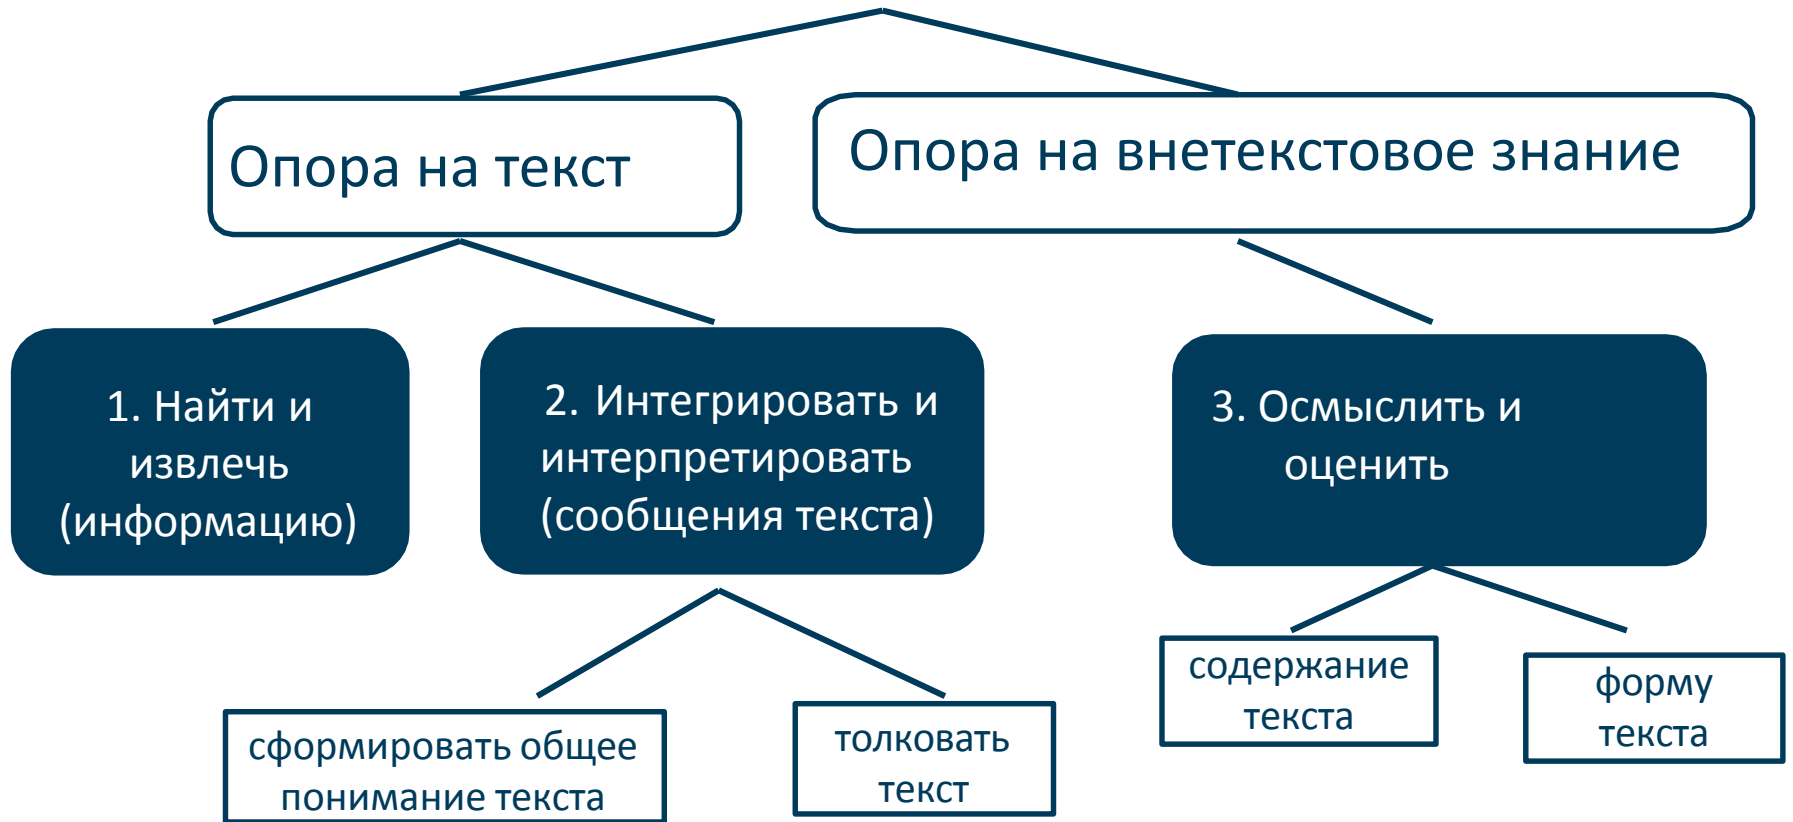 Опора на текст
Опора на внетекстовое знание
1. Найти и
извлечь
(информацию)
2. Интегрировать и
интерпретировать
(сообщения текста)
3. Осмыслить и
оценить
сформировать общее
понимание текста
толковать
текст
содержание
текста
форму
текста